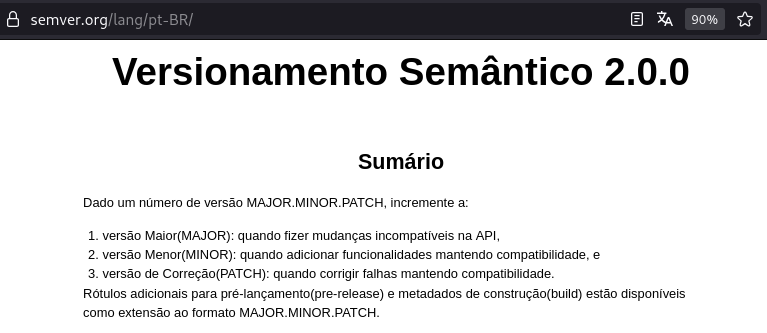 semver.org/lang/pt-BR/
90%
Versionamento Semântico 2.0.0
Sumário
Dado um número de versão MAJOR.MINOR.PATCH, incremente a:
1. versão Maior(MAJOR): quando fizer mudanças incompatíveis na API,
2. versão Menor(MINOR): quando adicionar funcionalidades mantendo compatibilidade, e
3. versão de Correção(PATCH): quando corrigir falhas mantendo compatibilidade.
Rótulos adicionais para pré-lançamento(pre-release) e metadados de construção(build) estão disponíveis
como extensão ao formato MAJOR.MINOR.PATCH.